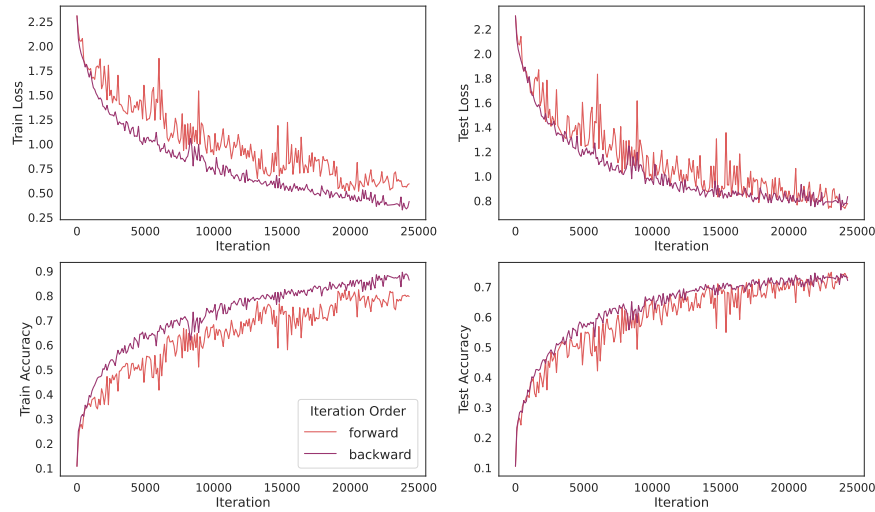 2.25
2.00
1.75
1.50
1.25
1.00
0.75
0.50
0.25
Train Loss
0 5000 10000 15000 20000 25000
Iteration
2.2
2.0
1.8
1.6
1.4
1.2
1.0
0.8
Test Loss
0 5000 10000 15000 20000 25000
Iteration
0.9
0.8
0.7
0.6
0.5
0.4
0.3
0.2
0.1
Train Accuracy
Iteration Order
forward
backward
0 5000 10000 15000 20000 25000
Iteration
0.7
0.6
0.5
0.4
0.3
0.2
0.1
Test Accuracy
0 5000 10000 15000 20000 25000
Iteration